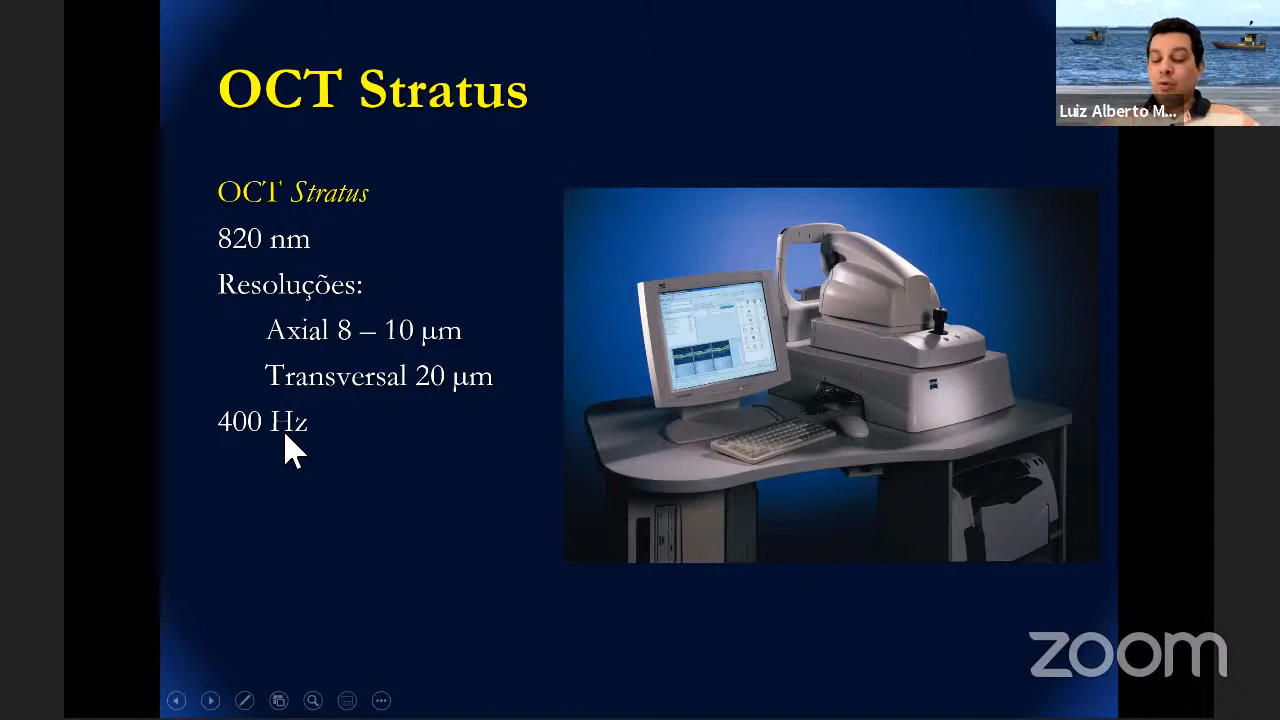 OCT Stratus
Luiz Alberto M...
OCT Stratus
820 nm
Resoluções:
Axial 8 – 10 µm
Transversal 20 µm
400 Hz
zoom